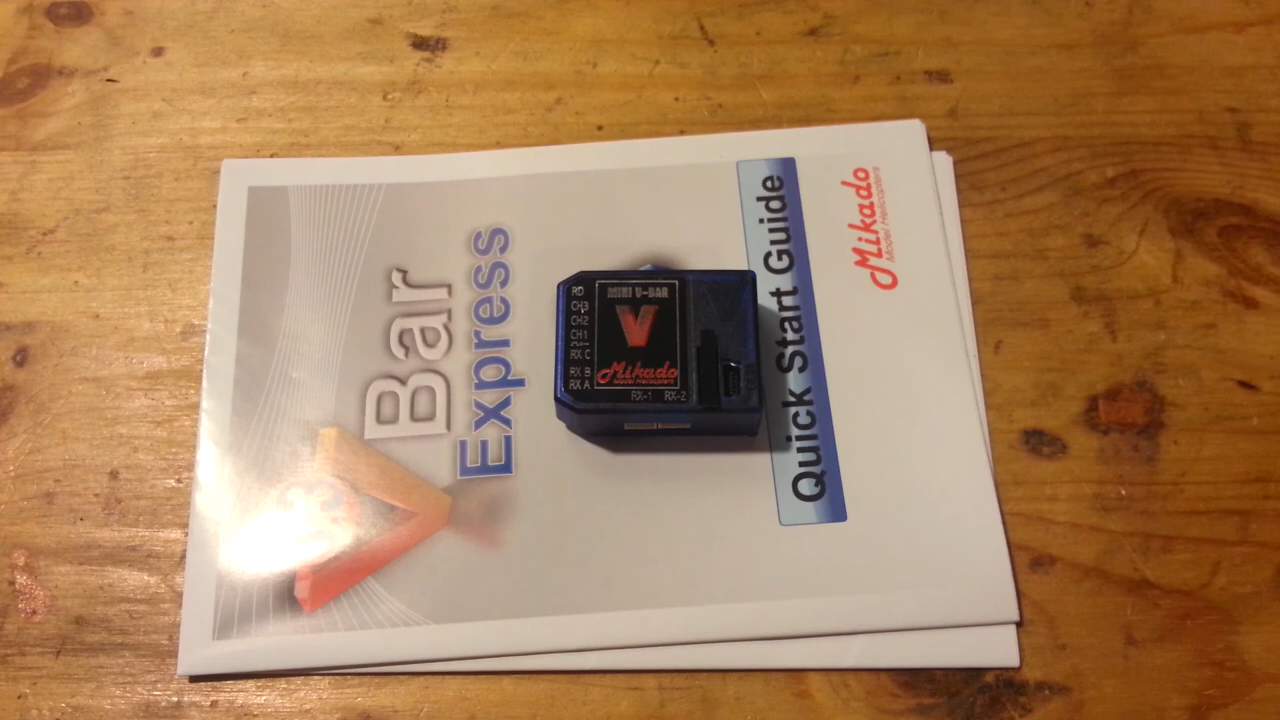 VBar
Express
Quick Start Guide
Mikado
Model Helicopters
MINI V-BAR
V
Mikado
Model Helicopters
RD
CH3
CH2
CH1
RX C
RX B
RX A
RX-1 RX-2